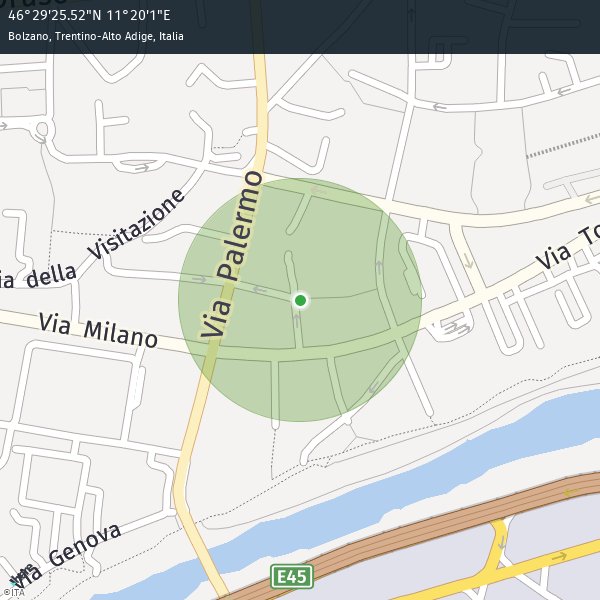 46°29'25.52"N 11°20'1"E
Bolzano, Trentino-Alto Adige, Italia
Via Palermo
della Visitazione
Via Milano
Via To
Via Genova
E45
©ITA